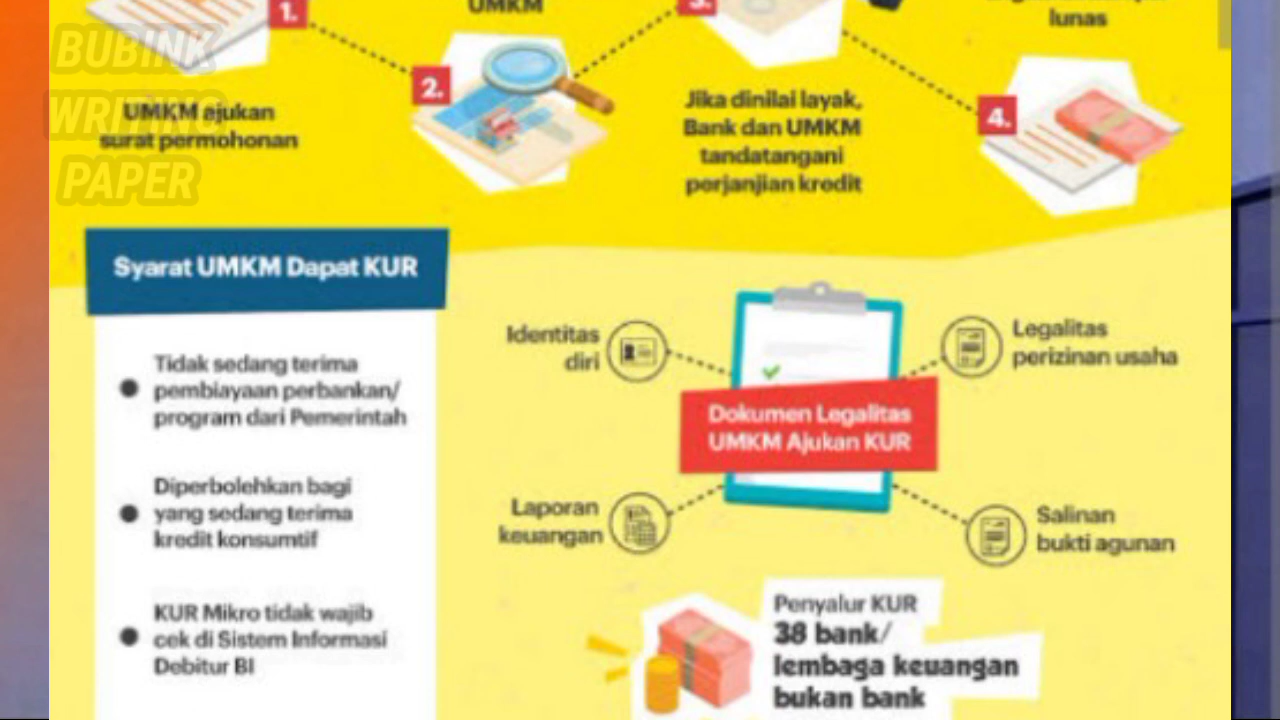 BUBINK
WRITING
PAPER
UMKM
lunas
1.
2.
3.
4.
UMKM ajukan
surat permohonan
Jika dinilai layak,
Bank dan UMKM
tandatangani
perjanjian kredit
Syarat UMKM Dapat KUR
Tidak sedang terima
pembiayaan perbankan/
program dari Pemerintah
Diperbolehkan bagi
yang sedang terima
kredit konsumtif
KUR Mikro tidak wajib
cek di Sistem Informasi
Debitur BI
Identitas
diri
Legalitas
perizinan usaha
Dokumen Legalitas
UMKM Ajukan KUR
Laporan
keuangan
Salinan
bukti agunan
Penyalur KUR
38 bank/
lembaga keuangan
bukan bank